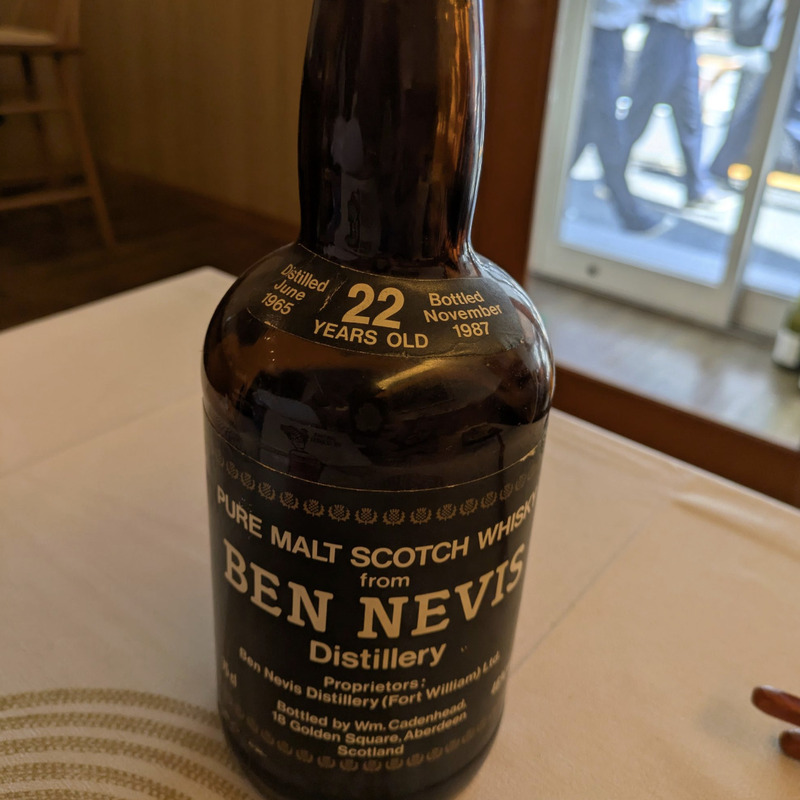 Distilled
June
1965
22
YEARS OLD
Bottled
November
1987
PURE MALT SCOTCH WHISKY
from
BEN NEVIS
Distillery
Proprietors:
Ben Nevis Distillery (Fort William) Ltd.
Bottled by Wm. Cadenhead,
18 Golden Square, Aberdeen
Scotland